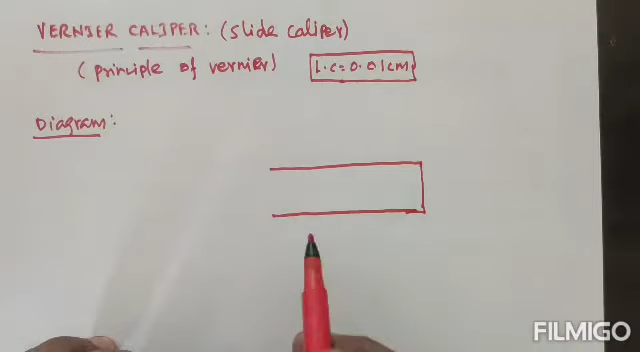 VERNIER CALIPER: (slide caliper)
(principle of vernier) L.C=0.01cm
Diagram:
FILMIGO